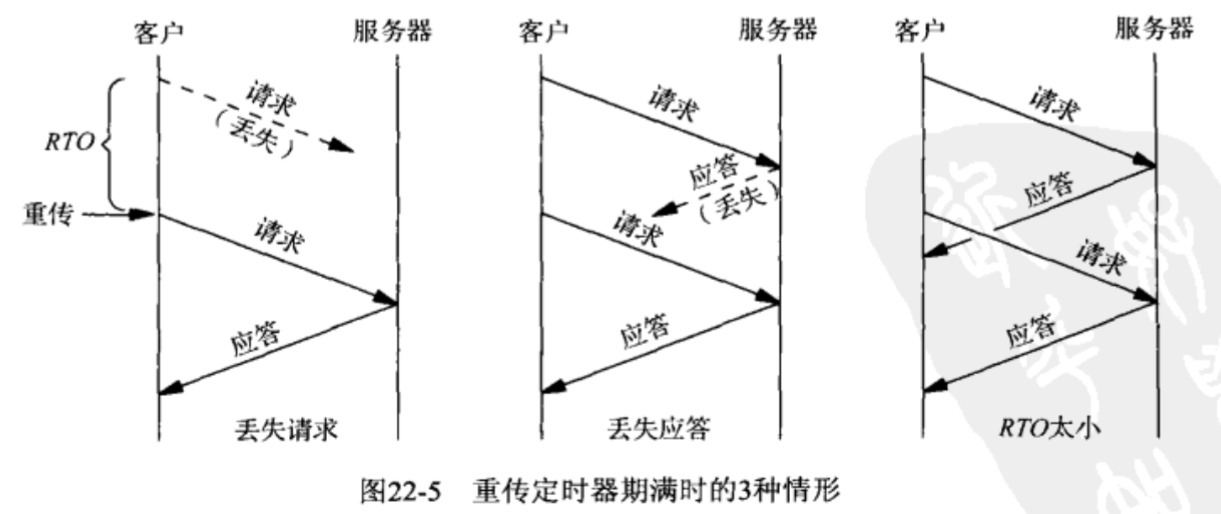 客户 服务器
请求
(丢失)
RTO
重传
请求
应答
丢失请求
客户 服务器
请求
应答
(丢失)
请求
应答
丢失应答
客户 服务器
请求
应答
请求
应答
RTO太小
图22-5 重传定时器期满时的3种情形